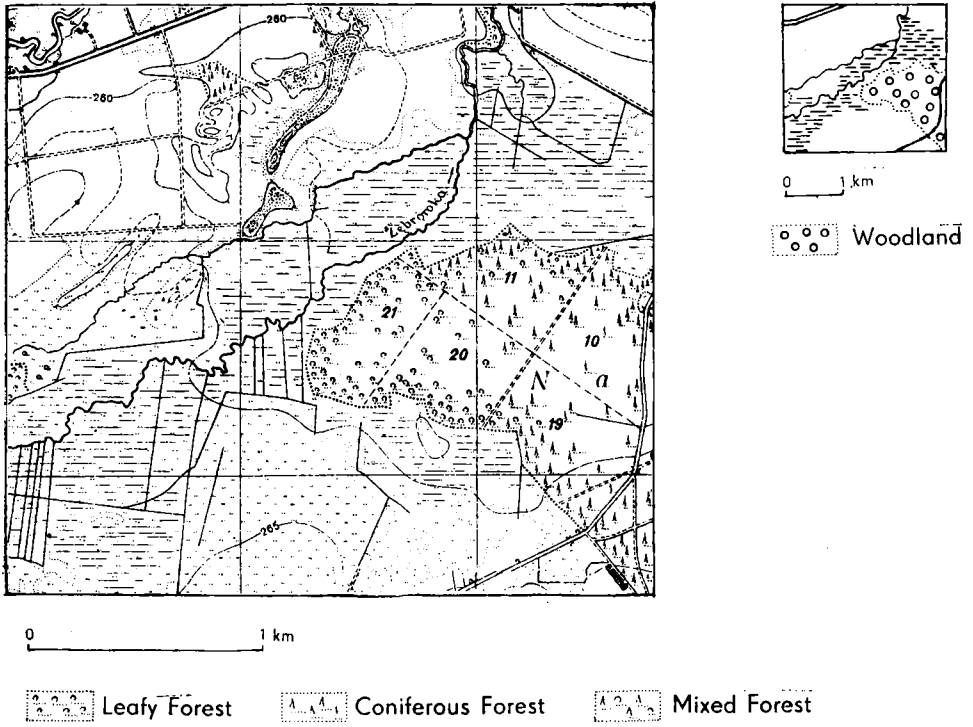 260
260
0 1 km
Woodland
Żebrówka
11
21
10
20
N a
19
265
0 1 km
Leafy Forest
Coniferous Forest
Mixed Forest